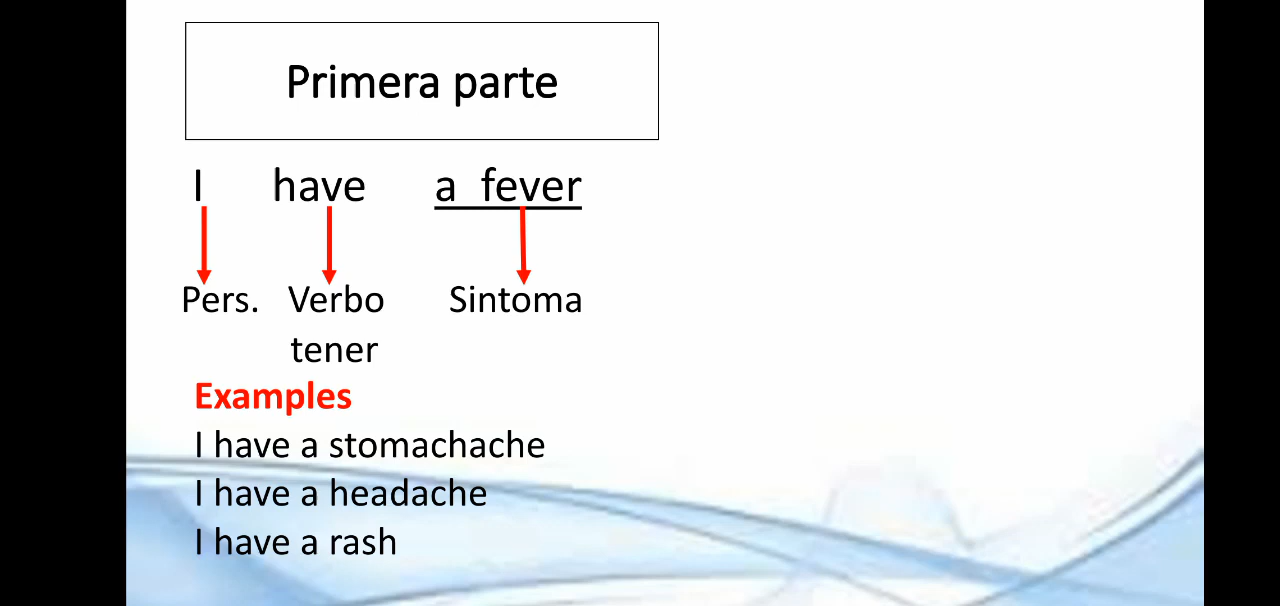 Primera parte
I have a fever
Pers. Verbo Sintoma
tener
Examples
I have a stomachache
I have a headache
I have a rash